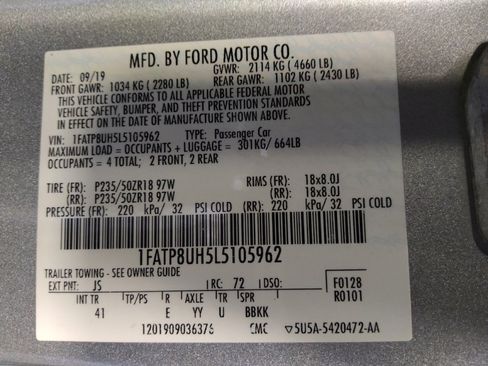 MFD. BY FORD MOTOR CO.
DATE: 09/19 GVWR: 2114 KG ( 4660 LB)
FRONT GAWR: 1034 KG ( 2280 LB) REAR GAWR: 1102 KG ( 2430 LB)
THIS VEHICLE CONFORMS TO ALL APPLICABLE FEDERAL MOTOR
VEHICLE SAFETY, BUMPER, AND THEFT PREVENTION STANDARDS
IN EFFECT ON THE DATE OF MANUFACTURE SHOWN ABOVE.
VIN: 1FATP8UH5L5105962 TYPE: Passenger Car
MAXIMUM LOAD = OCCUPANTS + LUGGAGE = 301KG/ 664LB
OCCUPANTS = 4 TOTAL; 2 FRONT, 2 REAR
TIRE (FR): P235/50ZR18 97W RIMS (FR): 18x8.0J
(RR): P235/50ZR18 97W (RR): 18x8.0J
PRESSURE (FR): 220 kPa/ 32 PSI COLD (RR): 220 kPa/ 32 PSI COLD
1FATP8UH5L5105962
TRAILER TOWING - SEE OWNER GUIDE
EXT PNT: JS RC: 72 DSO: F0128
INT TR TP/PS R AXLE TR SPR R0101
41 E YY U BBKK
1201909036376 CMC ▽5U5A-5420472-AA